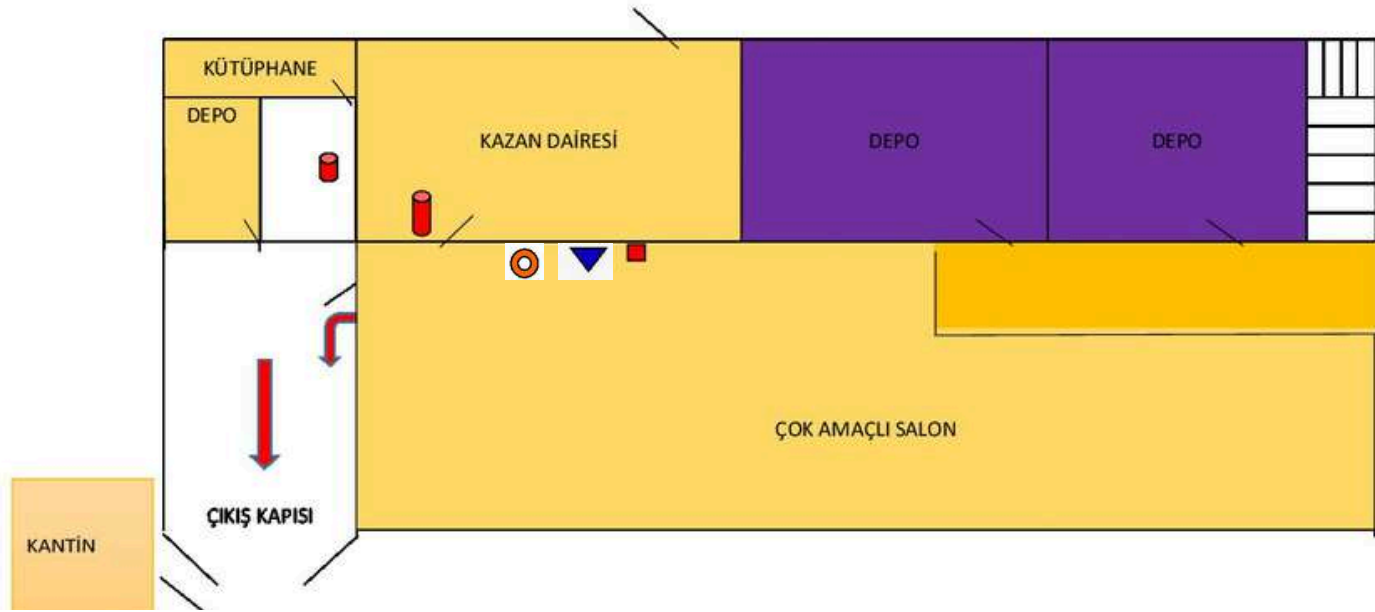 KÜTÜPHANE
DEPO
KAZAN DAİRESİ
DEPO
DEPO
ÇOK AMAÇLI SALON
ÇIKIŞ KAPISI
KANTİN